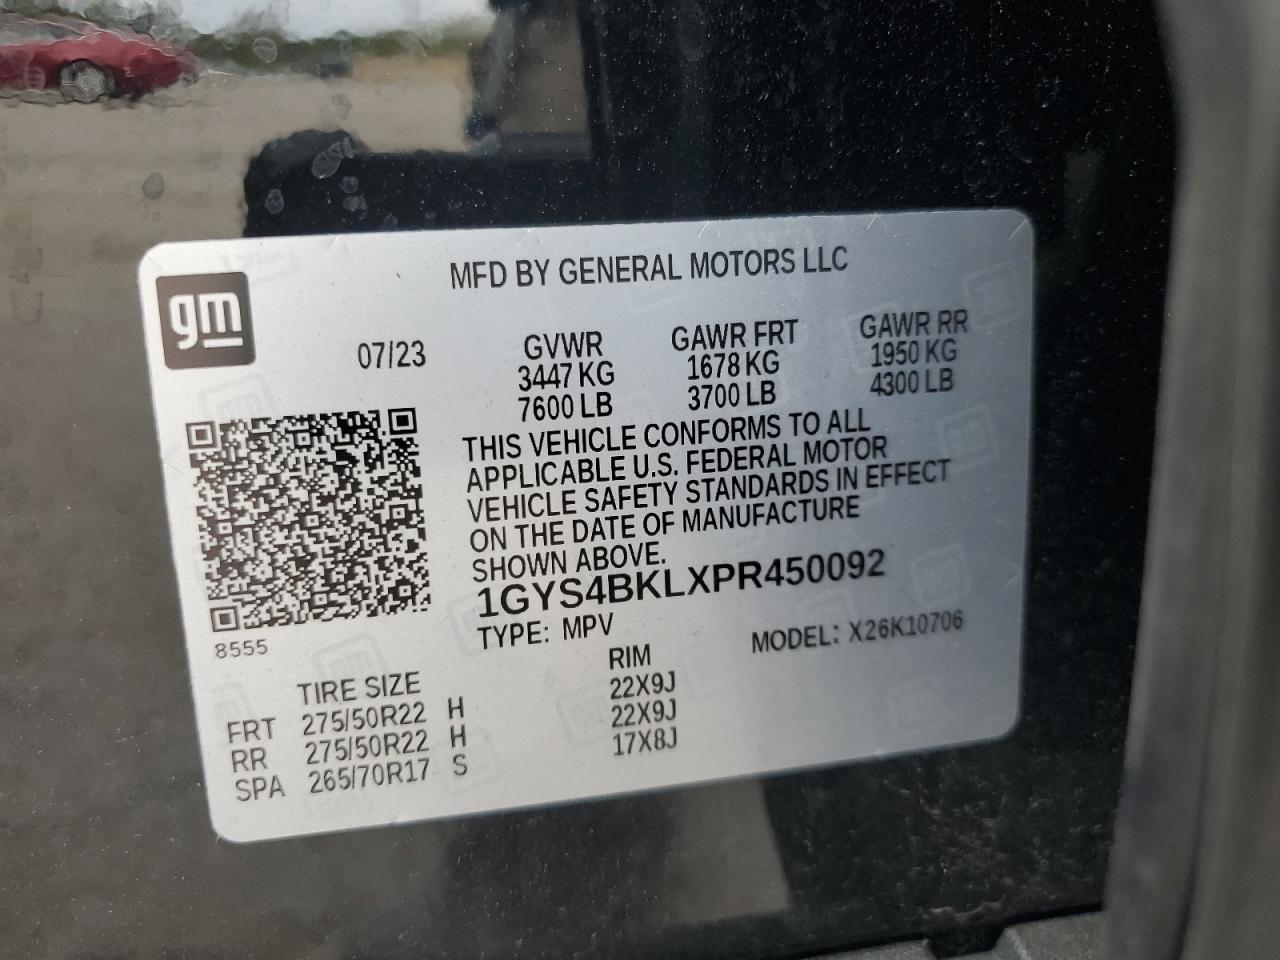 gm
MFD BY GENERAL MOTORS LLC
07/23
GVWR GAWR FRT GAWR RR
3447 KG 1678 KG 1950 KG
7600 LB 3700 LB 4300 LB
THIS VEHICLE CONFORMS TO ALL
APPLICABLE U.S. FEDERAL MOTOR
VEHICLE SAFETY STANDARDS IN EFFECT
ON THE DATE OF MANUFACTURE
SHOWN ABOVE.
1GYS4BKLXPR450092
TYPE: MPV MODEL: X26K10706
8555
TIRE SIZE RIM
FRT 275/50R22 H 22X9J
RR 275/50R22 H 22X9J
SPA 265/70R17 S 17X8J